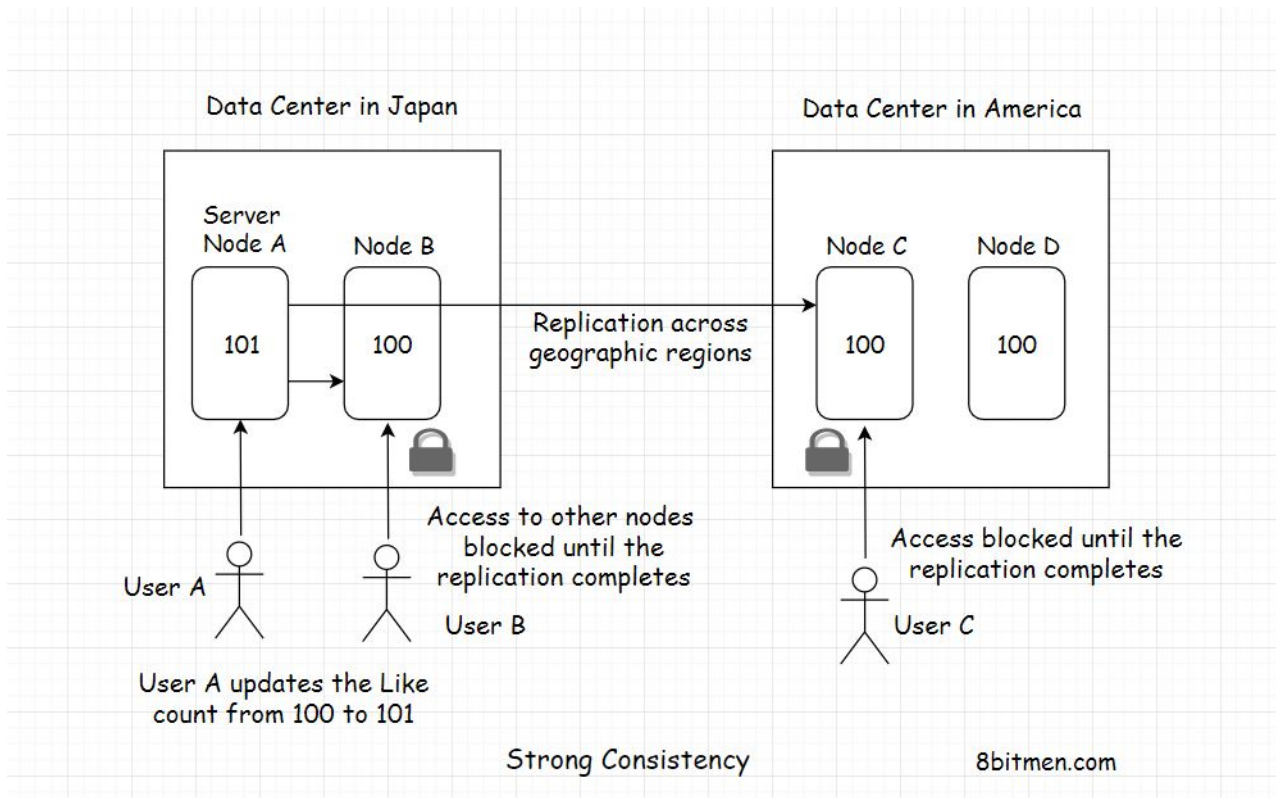 Data Center in Japan
Data Center in America
Server
Node A
Node B
Node C
Node D
101
100
100
100
Replication across
geographic regions
Access to other nodes
blocked until the
replication completes
Access blocked until the
replication completes
User A
User B
User C
User A updates the Like
count from 100 to 101
Strong Consistency
8bitmen.com